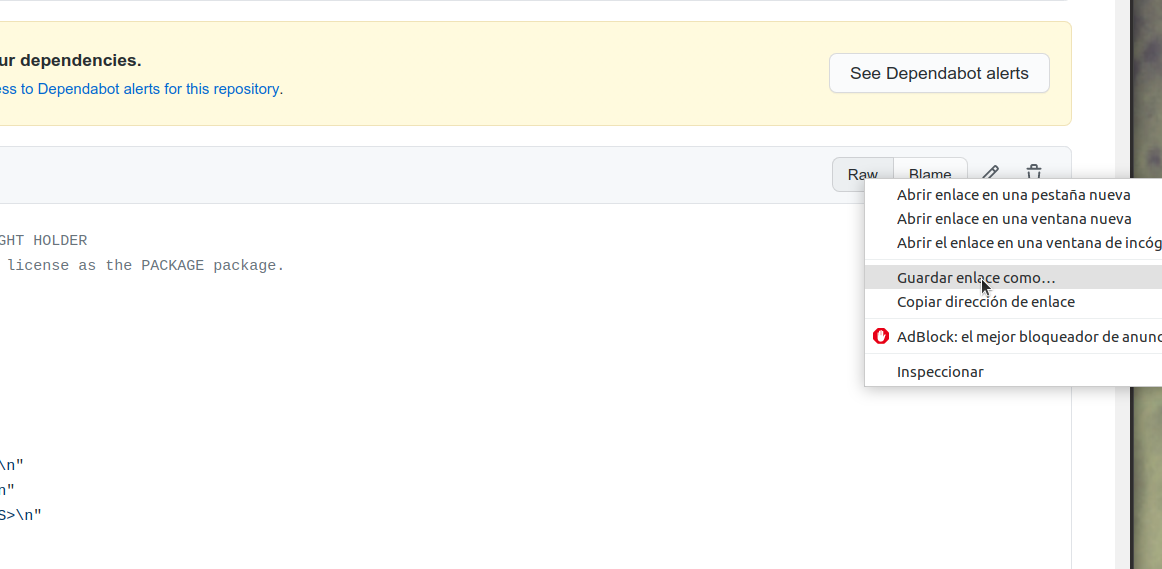 ur dependencies.
See Dependabot alerts
ess to Dependabot alerts for this repository.
Raw Blame
Abrir enlace en una pestaña nueva
Abrir enlace en una ventana nueva
Abrir el enlace en una ventana de incóg
Guardar enlace como...
Copiar dirección de enlace
AdBlock: el mejor bloqueador de anunc
Inspeccionar
GHT HOLDER
license as the PACKAGE package.
\n"
n"
S>\n"